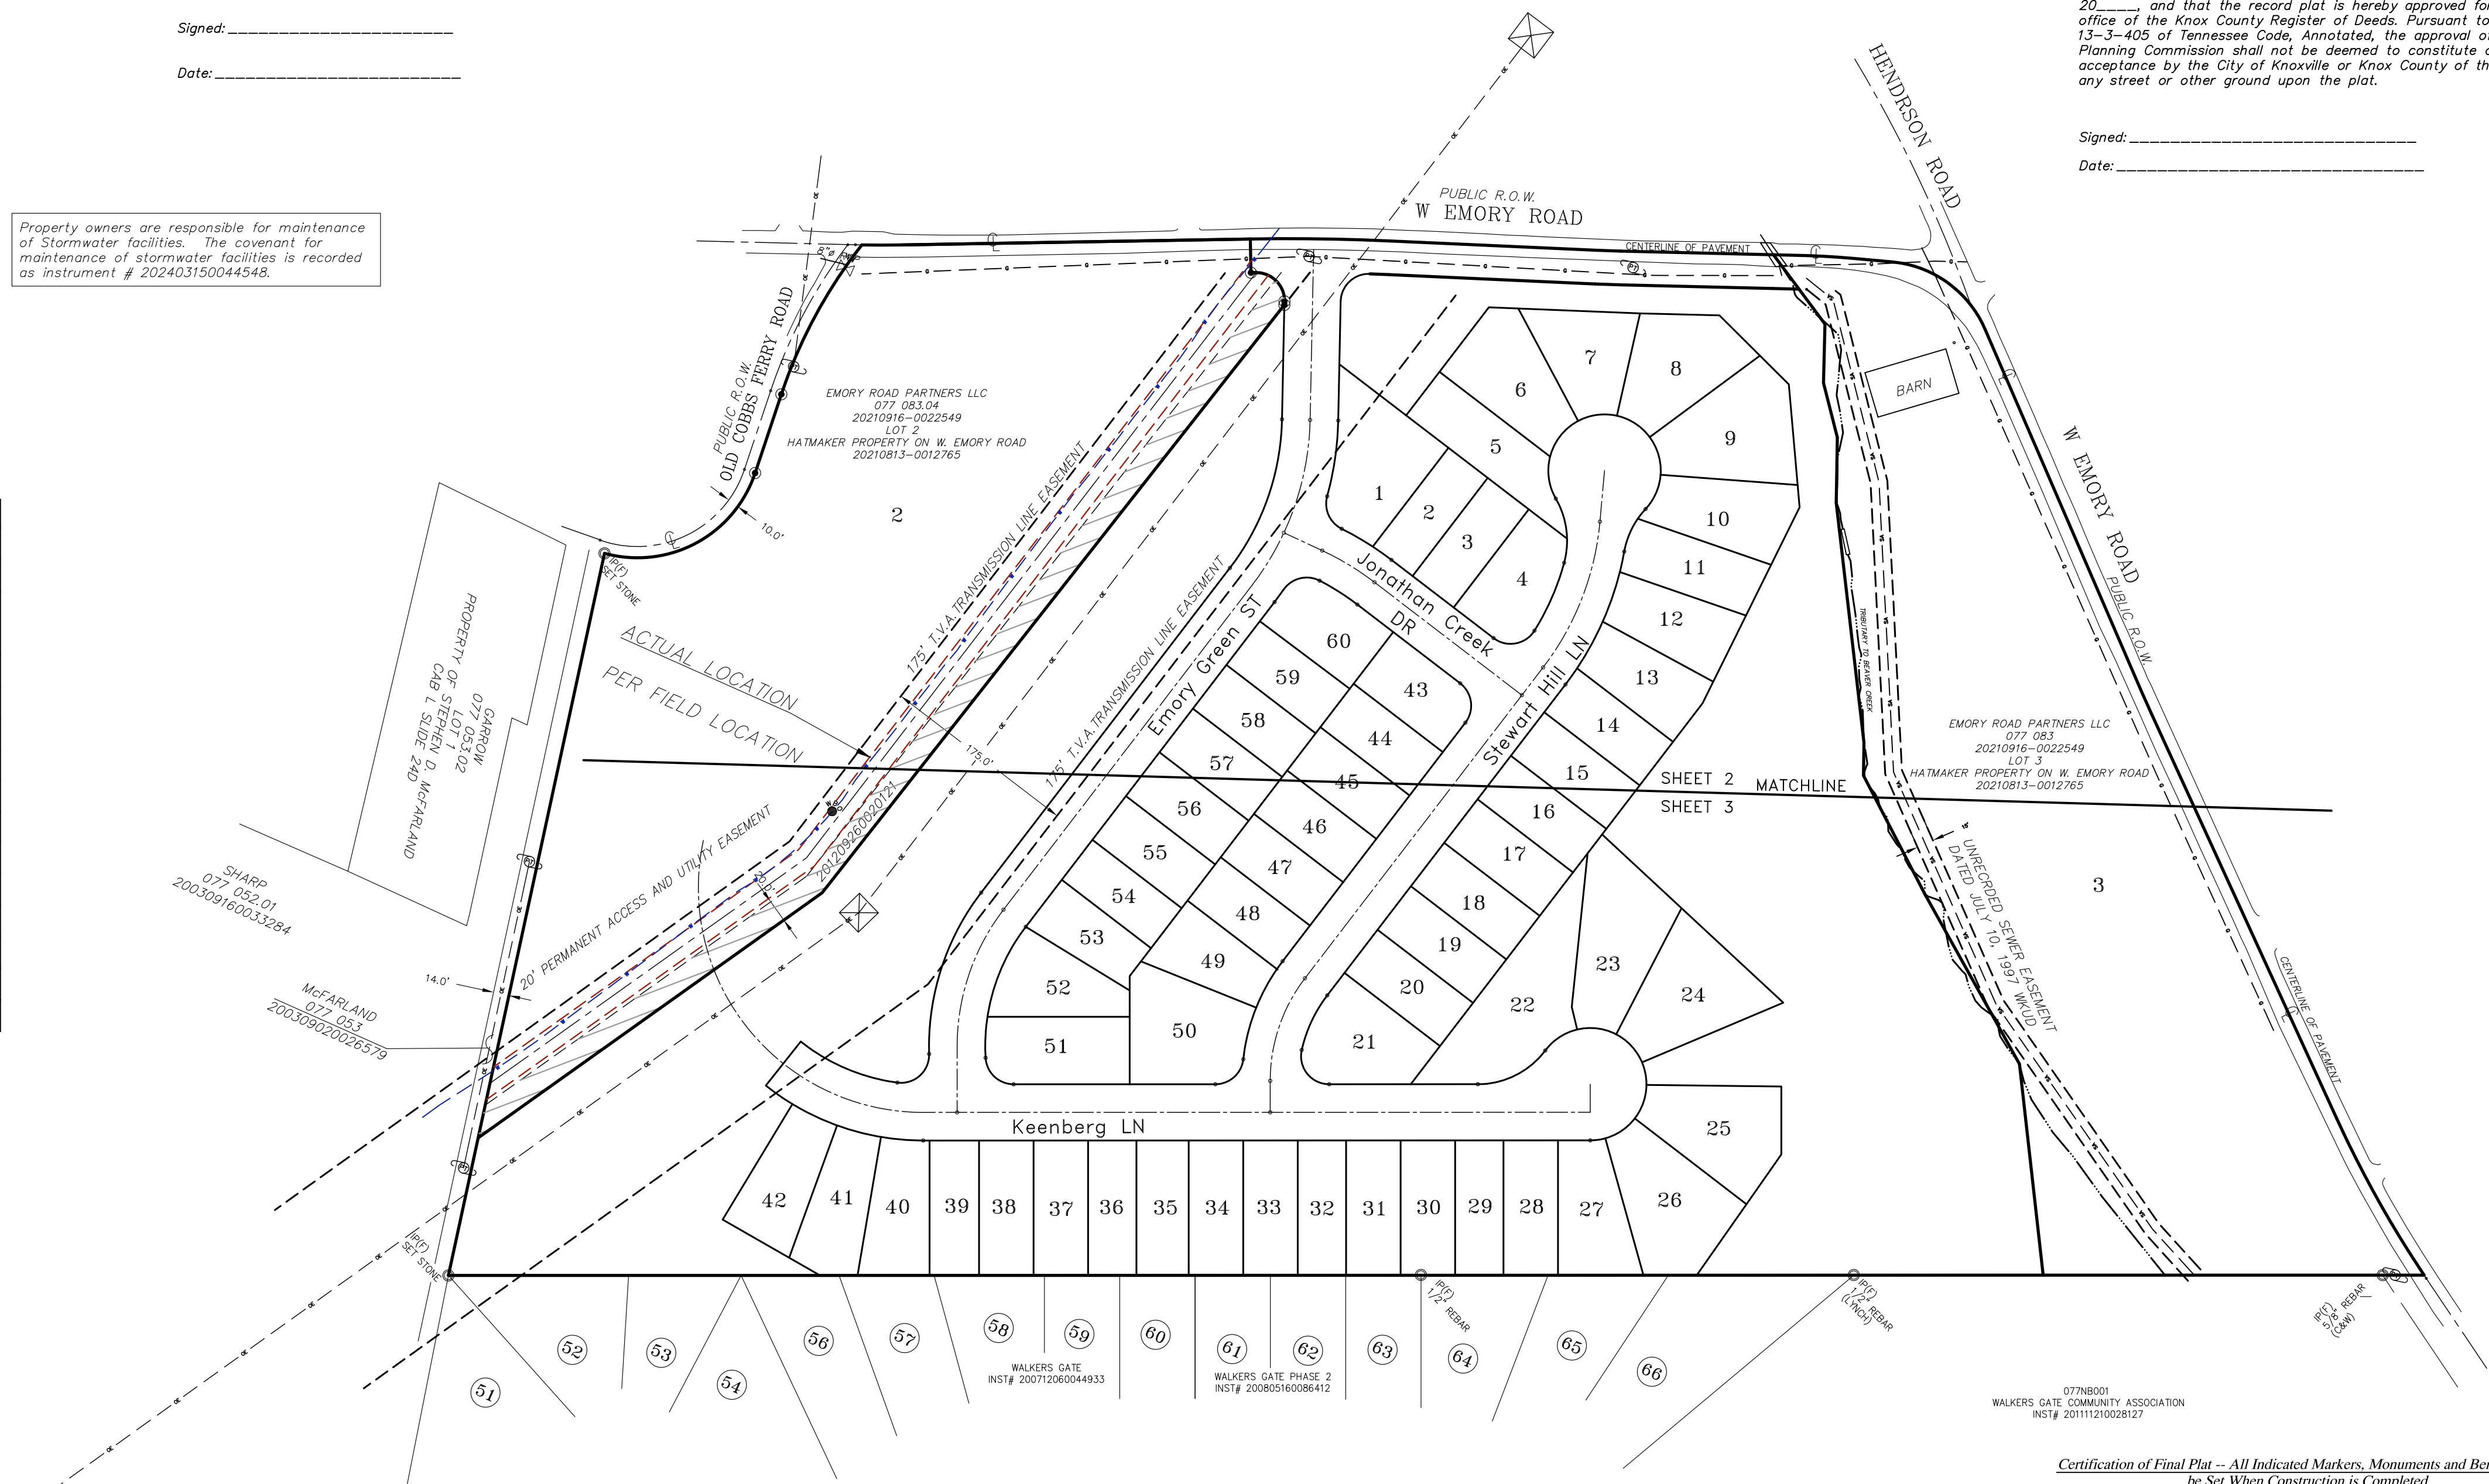 Signed:
Date:
20____, and that the record plat is hereby approved for
office of the Knox County Register of Deeds. Pursuant to
13-3-405 of Tennessee Code, Annotated, the approval of
Planning Commission shall not be deemed to constitute
acceptance by the City of Knoxville or Knox County of
any street or other ground upon the plat.
Signed:
Date:
Property owners are responsible for maintenance
of Stormwater facilities. The covenant for
maintenance of stormwater facilities is recorded
as instrument # 202403150044548.
HENDRSON ROAD
PUBLIC R.O.W.
W EMORY ROAD
CENTERLINE OF PAVEMENT
PUBLIC R.O.W.
OLD COBBS FERRY ROAD
EMORY ROAD PARTNERS LLC
077 083.04
20210916-0022549
LOT 2
HATMAKER PROPERTY ON W. EMORY ROAD
20210813-0012765
2
10.0'
IP(F)
SET STONE
GARROW
077 053.02
LOT 1
PROPERTY OF STEPHEN D. McFARLAND
CAB L SLIDE 24D
ACTUAL LOCATION
PER FIELD LOCATION
175' T.V.A. TRANSMISSION LINE EASEMENT
175.0'
175' T.V.A. TRANSMISSION LINE EASEMENT
201209260020121
20.0'
20' PERMANENT ACCESS AND UTILITY EASEMENT
14.0'
SHARP
077 052.01
200309160033284
McFARLAND
077 053
200309020026579
Emory Green ST
Jonathan Creek
DR
Stewart Hill LN
Keenberg LN
7
8
6
9
5
1
2
3
4
10
11
12
13
14
15
16
17
18
19
20
21
22
23
24
25
26
60
59
58
57
56
55
54
53
52
51
43
44
45
46
47
48
49
50
42
41
40
39
38
37
36
35
34
33
32
31
30
29
28
27
BARN
W EMORY ROAD
PUBLIC R.O.W.
TRIBUTARY TO BEAVER CREEK
EMORY ROAD PARTNERS LLC
077 083
20210916-0022549
LOT 3
HATMAKER PROPERTY ON W. EMORY ROAD
20210813-0012765
SHEET 2
MATCHLINE
SHEET 3
3
15'
UNRECRDED SEWER EASEMENT
DATED JULY 10, 1997 WKUD
CENTERLINE OF PAVEMENT
IP(F)
SET STONE
IP(F)
1/2" REBAR
IP(F)
1/2" REBAR
(LYNCH)
IP(F)
5/8" REBAR
(C&W)
51
52
53
54
56
57
58
59
60
61
62
63
64
65
66
WALKERS GATE
INST# 200712060044933
WALKERS GATE PHASE 2
INST# 200805160086412
077NB001
WALKERS GATE COMMUNITY ASSOCIATION
INST# 201111210028127
Certification of Final Plat -- All Indicated Markers, Monuments and
be Set When Construction is Completed